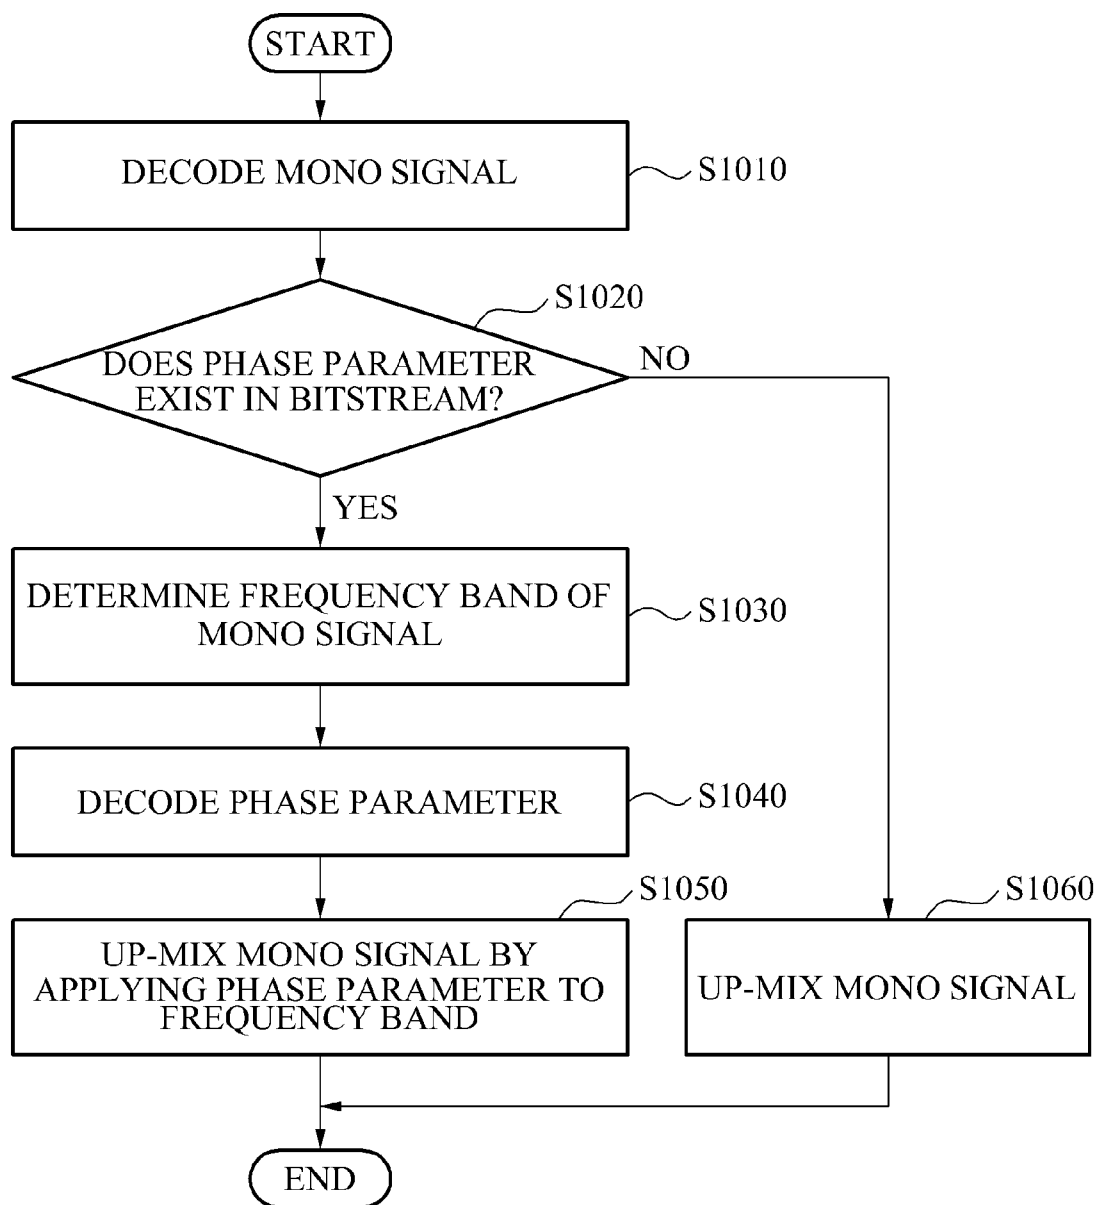 START
DECODE MONO SIGNAL
S1010
S1020
DOES PHASE PARAMETER
EXIST IN BITSTREAM?
NO
YES
DETERMINE FREQUENCY BAND OF
MONO SIGNAL
S1030
DECODE PHASE PARAMETER
S1040
S1050
UP-MIX MONO SIGNAL BY
APPLYING PHASE PARAMETER TO
FREQUENCY BAND
S1060
UP-MIX MONO SIGNAL
END